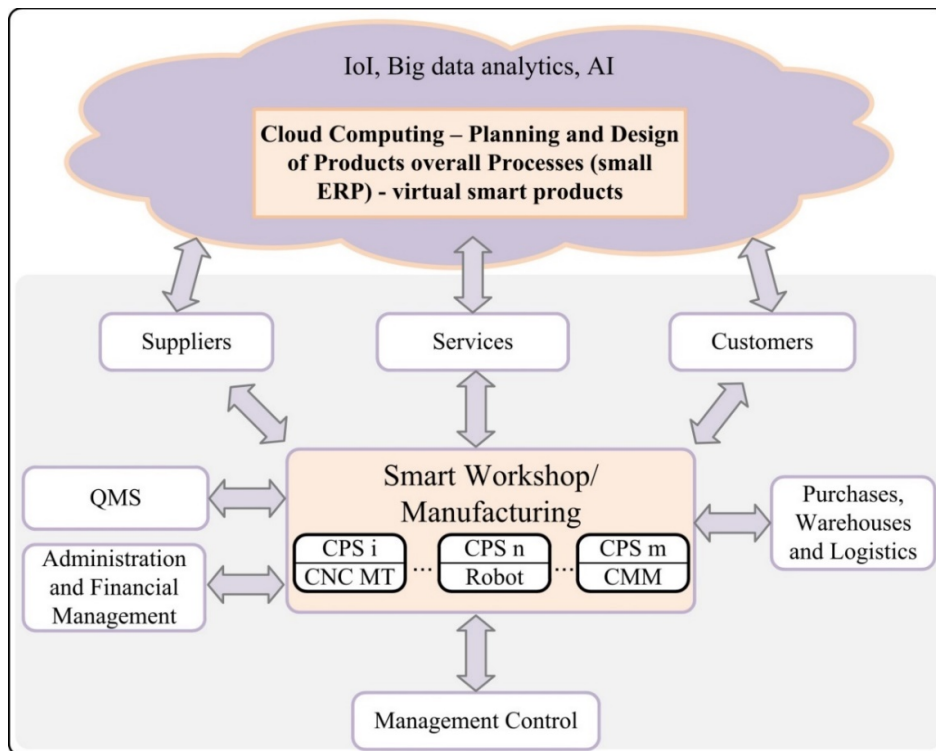 IoI, Big data analytics, AI
Cloud Computing – Planning and Design
of Products overall Processes (small
ERP) - virtual smart products
Suppliers
Services
Customers
QMS
Administration
and Financial
Management
Smart Workshop/
Manufacturing
CPS i
CNC MT
...
CPS n
Robot
...
CPS m
CMM
Purchases,
Warehouses
and Logistics
Management Control